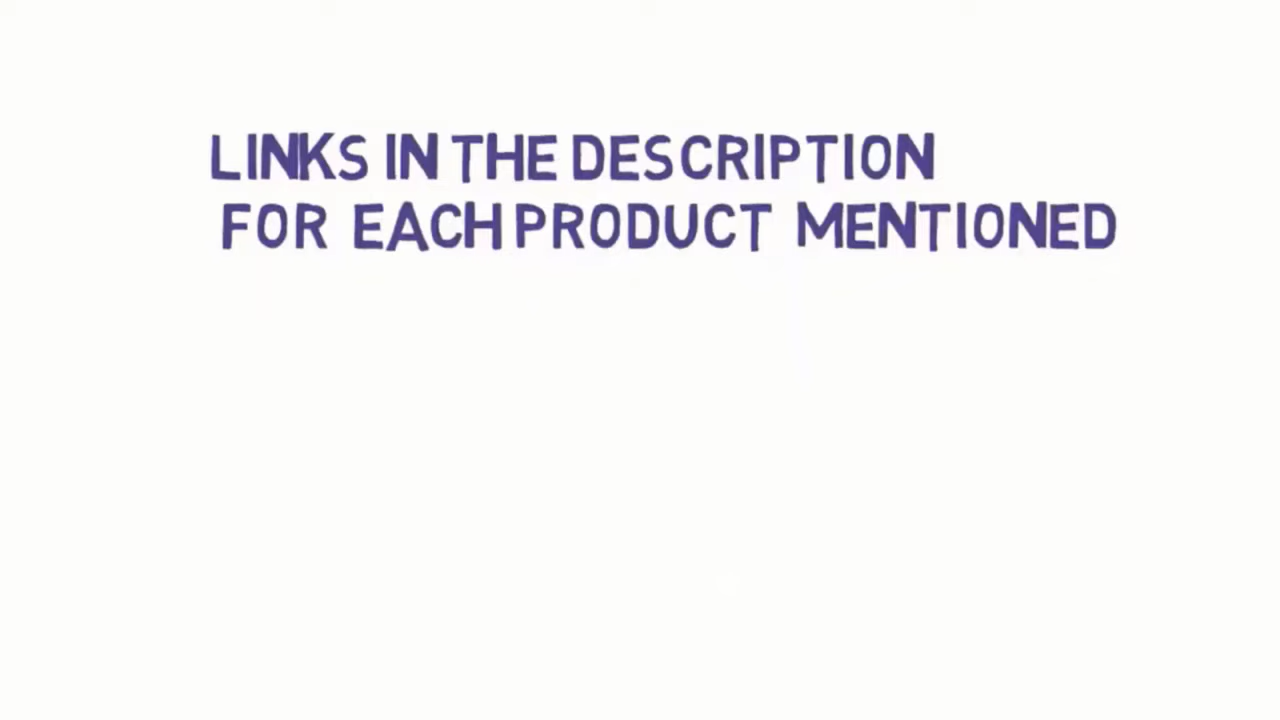 LINKS IN THE DESCRIPTION
FOR EACH PRODUCT MENTIONED